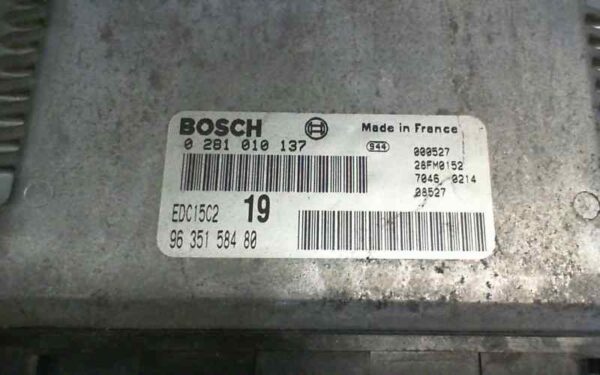 BOSCH Made in France
0 281 010 137 944 000527
28FM0152
7046 0214
08527
EDC15C2 19
96 351 584 80